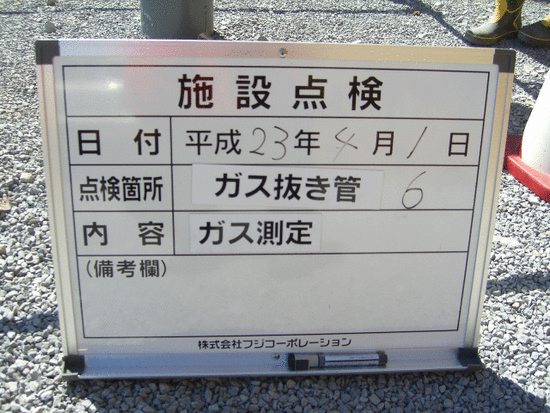 施設点検
日付 平成23年4月1日
点検箇所 ガス抜き管 6
内容 ガス測定
(備考欄)
株式会社フジコーポレーション